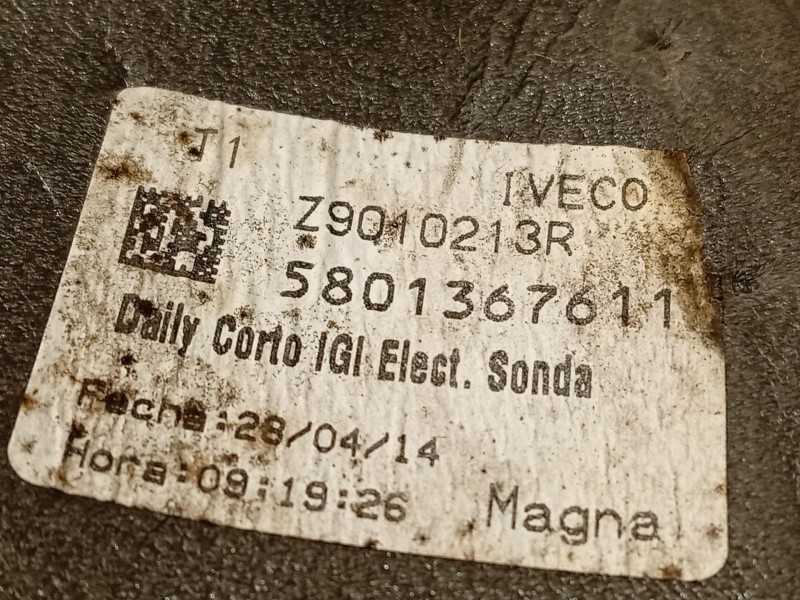 T1
IVECO
Z9010213R
5801367611
Daily Corto IGI Elect. Sonda
Fecha:28/04/14
Hora:09:19:26
Magna